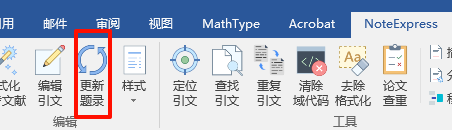 用 邮件 审阅 视图 MathType Acrobat NoteExpress
式化 编辑 更新 样式 定位 查找 重复 清除 去除 论文
文献 引文 题录 引文 引文 引文 域代码 格式化 查重
编辑 工具